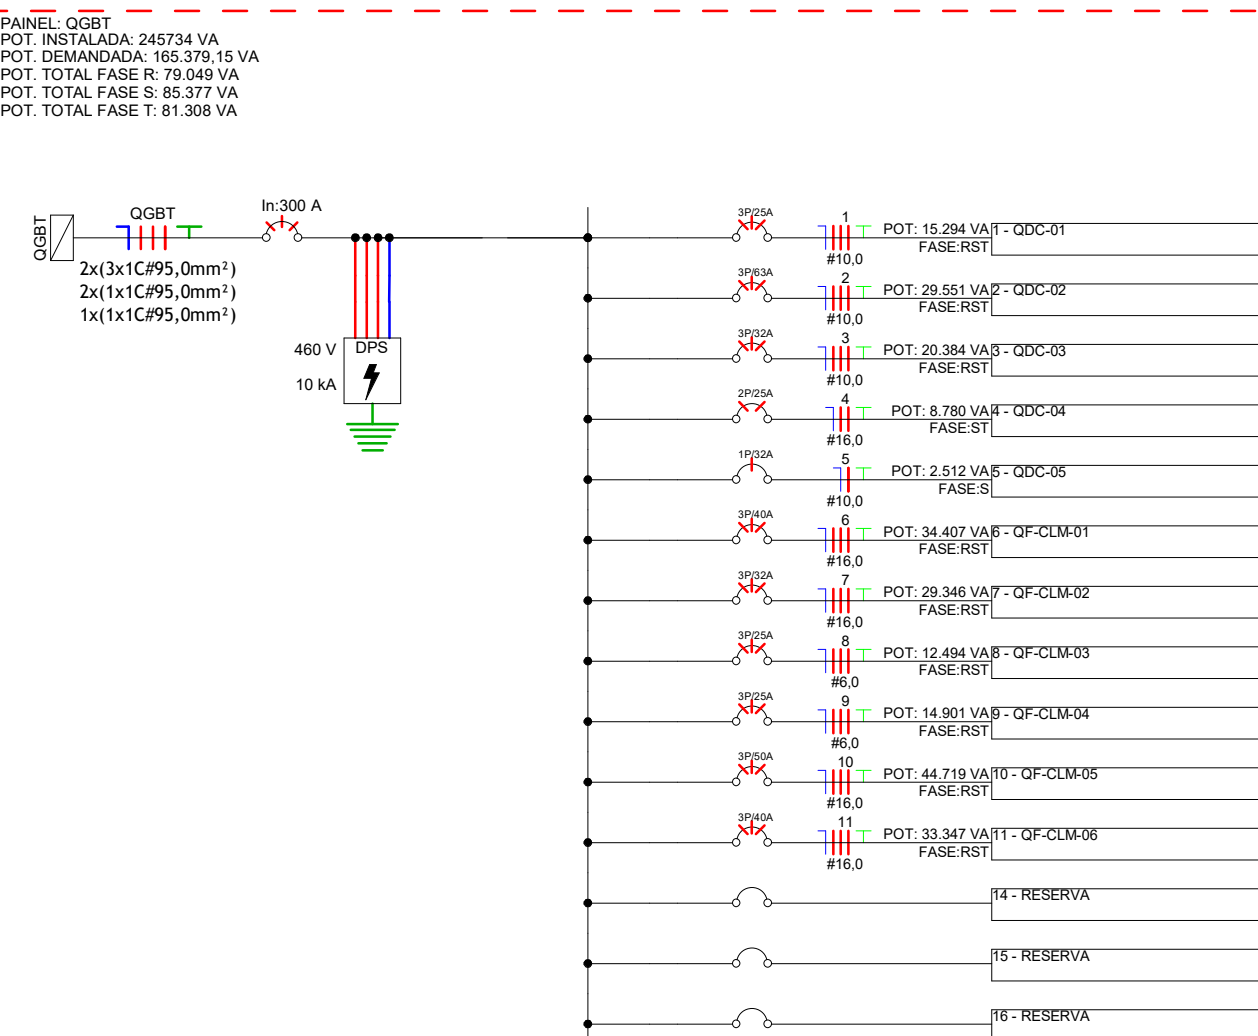 PAINEL: QGBT
POT. INSTALADA: 245734 VA
POT. DEMANDADA: 165.379,15 VA
POT. TOTAL FASE R: 79.049 VA
POT. TOTAL FASE S: 85.377 VA
POT. TOTAL FASE T: 81.308 VA
QGBT
QGBT
In:300 A
2x(3x1C#95,0mm²)
2x(1x1C#95,0mm²)
1x(1x1C#95,0mm²)
460 V
DPS
10 kA
3P/25A
1
POT: 15.294 VA
1 - QDC-01
FASE:RST
#10,0
3P/63A
2
POT: 29.551 VA
2 - QDC-02
FASE:RST
#10,0
3P/32A
3
POT: 20.384 VA
3 - QDC-03
FASE:RST
#10,0
2P/25A
4
POT: 8.780 VA
4 - QDC-04
FASE:ST
#16,0
1P/32A
5
POT: 2.512 VA
5 - QDC-05
FASE:S
#10,0
3P/40A
6
POT: 34.407 VA
6 - QF-CLM-01
FASE:RST
#16,0
3P/32A
7
POT: 29.346 VA
7 - QF-CLM-02
FASE:RST
#16,0
3P/25A
8
POT: 12.494 VA
8 - QF-CLM-03
FASE:RST
#6,0
3P/25A
9
POT: 14.901 VA
9 - QF-CLM-04
FASE:RST
#6,0
3P/50A
10
POT: 44.719 VA
10 - QF-CLM-05
FASE:RST
#16,0
3P/40A
11
POT: 33.347 VA
11 - QF-CLM-06
FASE:RST
#16,0
14 - RESERVA
15 - RESERVA
16 - RESERVA